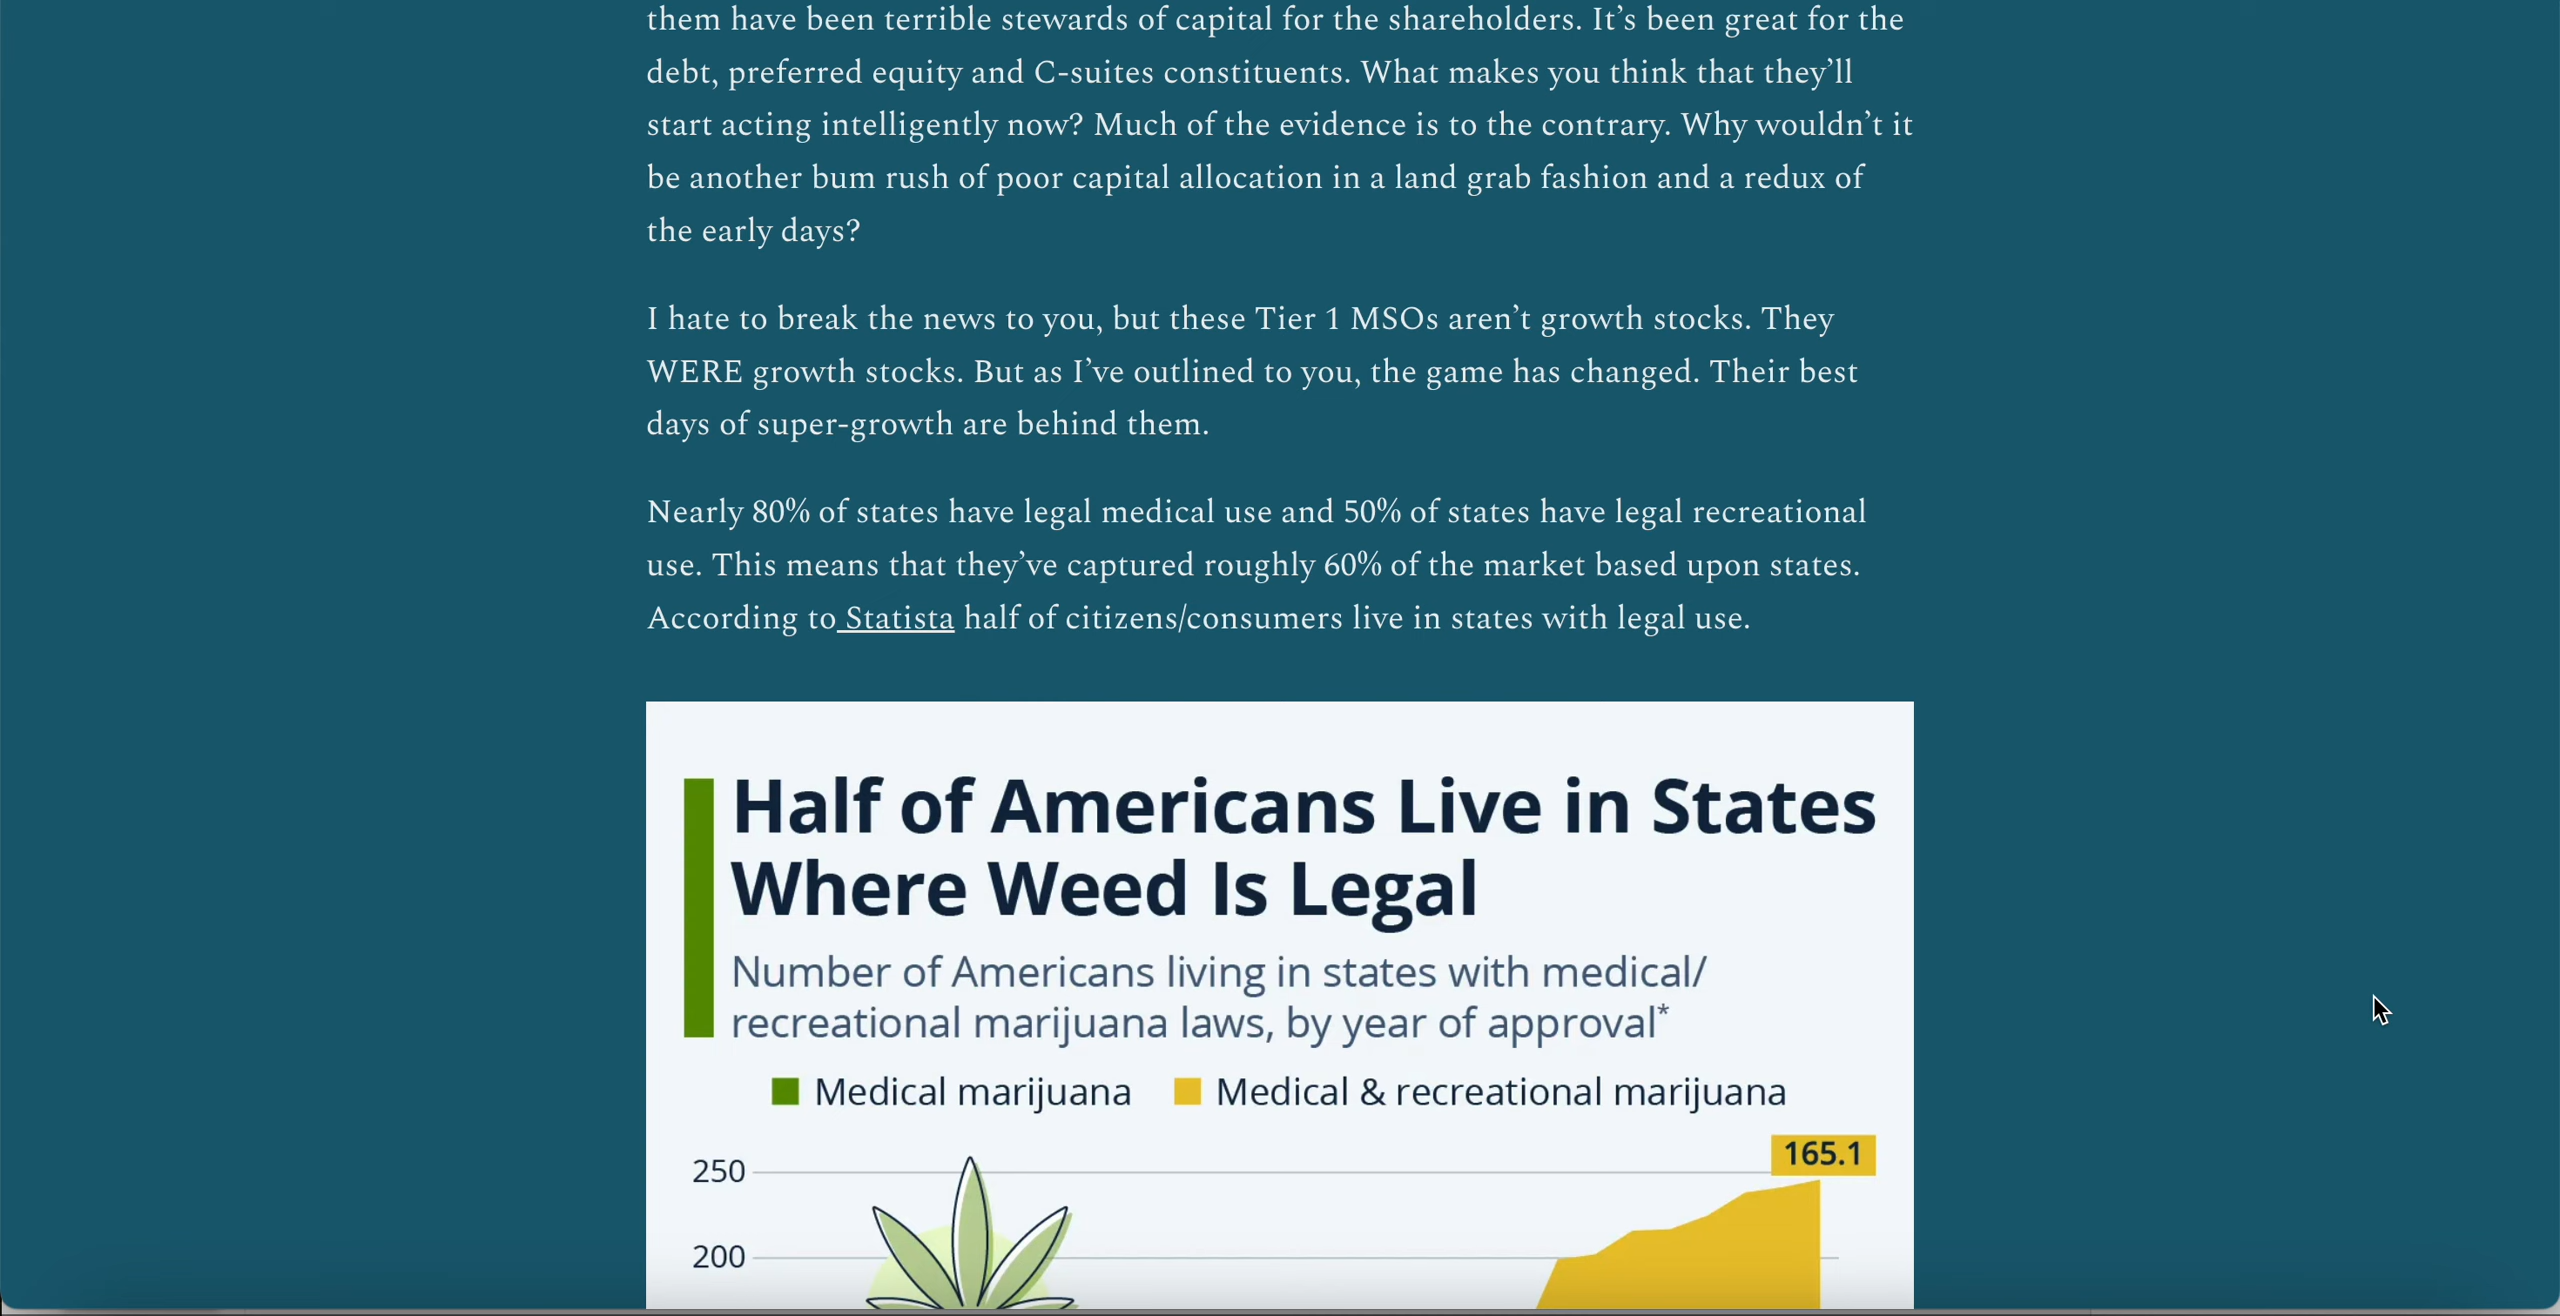 them have been terrible stewards of capital for the shareholders. It’s been great for the
debt, preferred equity and C-suites constituents. What makes you think that they’ll
start acting intelligently now? Much of the evidence is to the contrary. Why wouldn’t it
be another bum rush of poor capital allocation in a land grab fashion and a redux of
the early days?
I hate to break the news to you, but these Tier 1 MSOs aren’t growth stocks. They
WERE growth stocks. But as I’ve outlined to you, the game has changed. Their best
days of super-growth are behind them.
Nearly 80% of states have legal medical use and 50% of states have legal recreational
use. This means that they’ve captured roughly 60% of the market based upon states.
According to Statista half of citizens/consumers live in states with legal use.
Half of Americans Live in States
Where Weed Is Legal
Number of Americans living in states with medical/
recreational marijuana laws, by year of approval*
Medical marijuana Medical & recreational marijuana
165.1
250
200